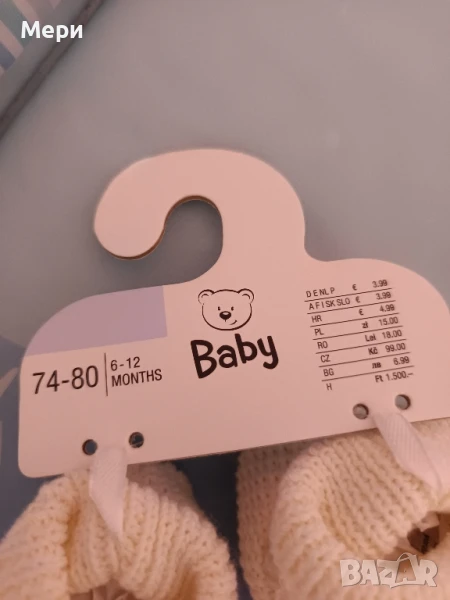 Мери
Baby
74-80
6-12
MONTHS
D E NL P € 3.99
A FI SK SLO € 3.99
HR € 4.99
PL zł 15.00
RO Lei 18.00
CZ Kč 99.00
BG лв 6.99
H Ft 1.500,-
BAZAR